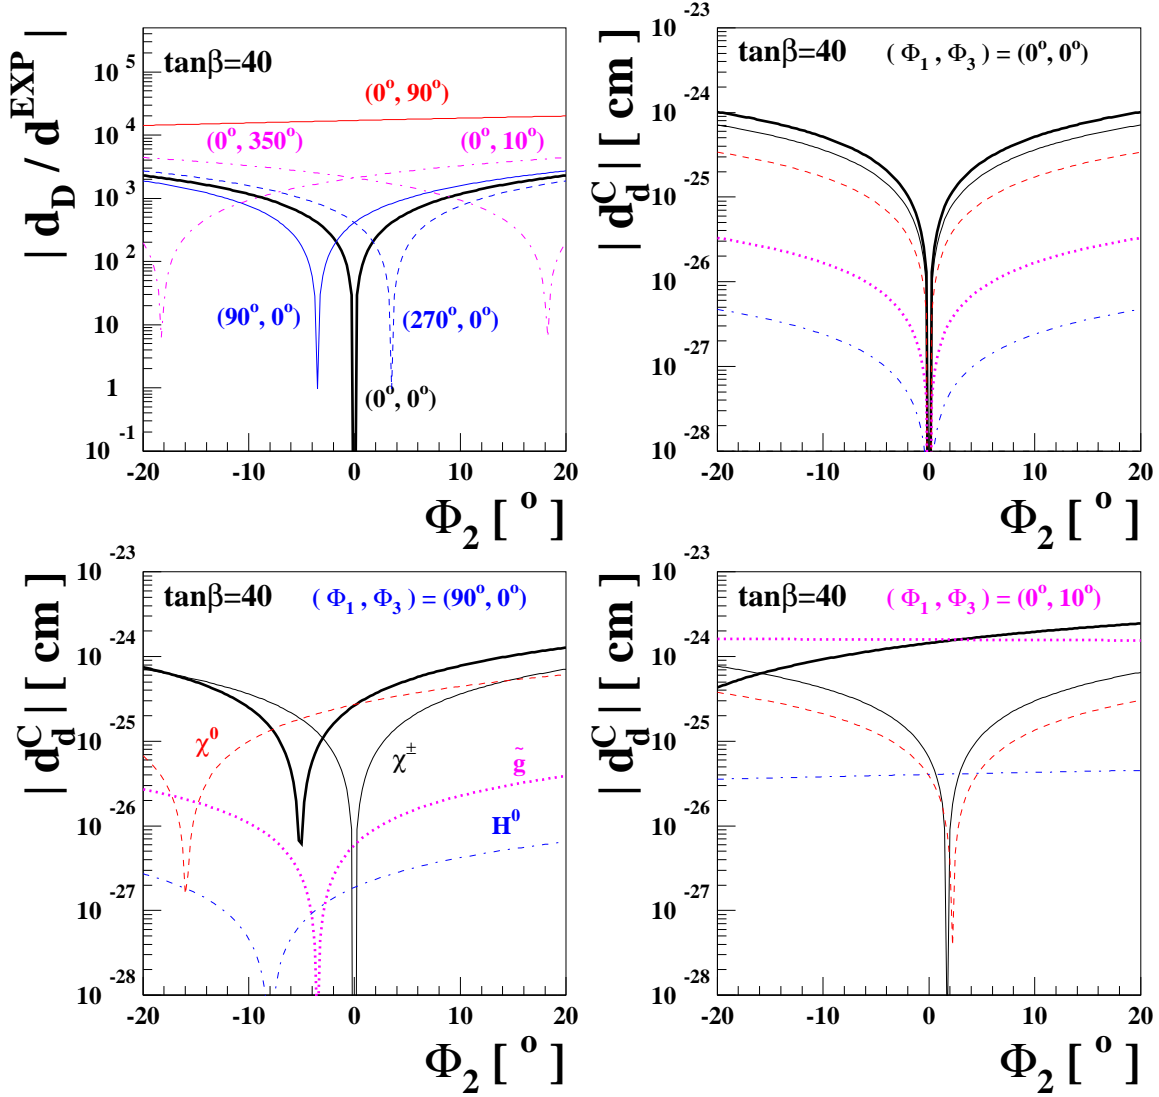 | d_D / d^EXP |
tanβ=40
10^5
10^4
10^3
10^2
10
1
10^-1
(0°, 90°)
(0°, 350°)
(0°, 10°)
(90°, 0°)
(270°, 0°)
(0°, 0°)
-20 -10 0 10 20
Φ_2 [ ° ]
| d_d^C | [ cm ]
tanβ=40 ( Φ_1 , Φ_3 ) = (0°, 0°)
10^-23
10^-24
10^-25
10^-26
10^-27
10^-28
-20 -10 0 10 20
Φ_2 [ ° ]
| d_d^C | [ cm ]
tanβ=40 ( Φ_1 , Φ_3 ) = (90°, 0°)
10^-23
10^-24
10^-25
10^-26
10^-27
10^-28
χ^0
χ^±
g̃
H^0
-20 -10 0 10 20
Φ_2 [ ° ]
| d_d^C | [ cm ]
tanβ=40 ( Φ_1 , Φ_3 ) = (0°, 10°)
10^-23
10^-24
10^-25
10^-26
10^-27
10^-28
-20 -10 0 10 20
Φ_2 [ ° ]